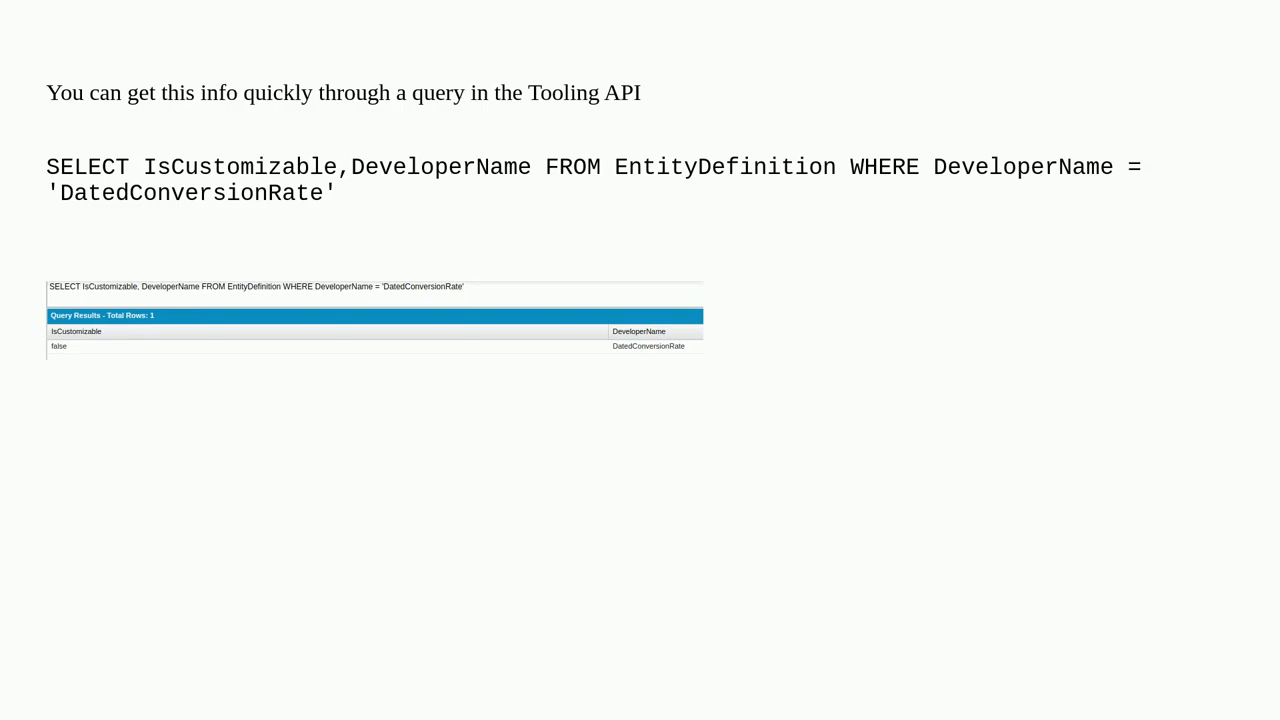 You can get this info quickly through a query in the Tooling API
SELECT IsCustomizable,DeveloperName FROM EntityDefinition WHERE DeveloperName =
'DatedConversionRate'
SELECT IsCustomizable, DeveloperName FROM EntityDefinition WHERE DeveloperName = 'DatedConversionRate'
Query Results - Total Rows: 1
IsCustomizable DeveloperName
false DatedConversionRate